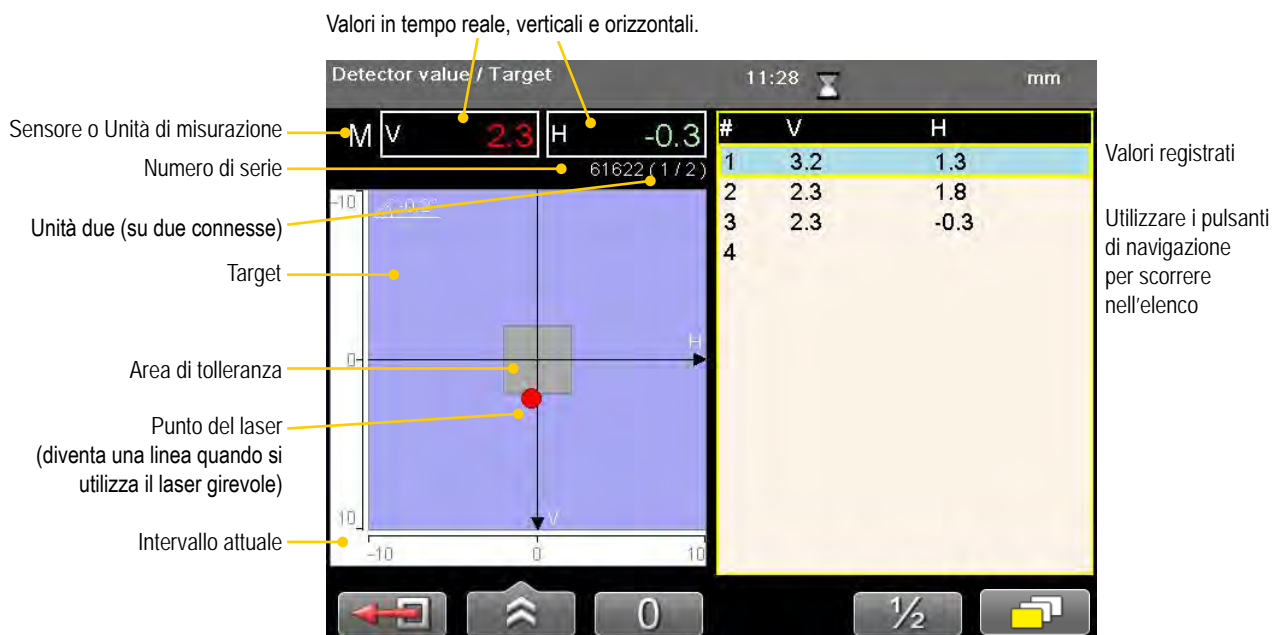 Valori in tempo reale, verticali e orizzontali.
Detector value / Target 11:28 mm
Sensore o Unità di misurazione
M V 2.3 H -0.3
Numero di serie
61622 ( 1 / 2 )
Unità due (su due connesse)
Target
Area di tolleranza
Punto del laser
(diventa una linea quando si
utilizza il laser girevole)
Intervallo attuale
-10
0
10
H
V
-10 0 10
# V H
1 3.2 1.3
2 2.3 1.8
3 2.3 -0.3
4
Valori registrati
Utilizzare i pulsanti
di navigazione
per scorrere
nell'elenco
0
½